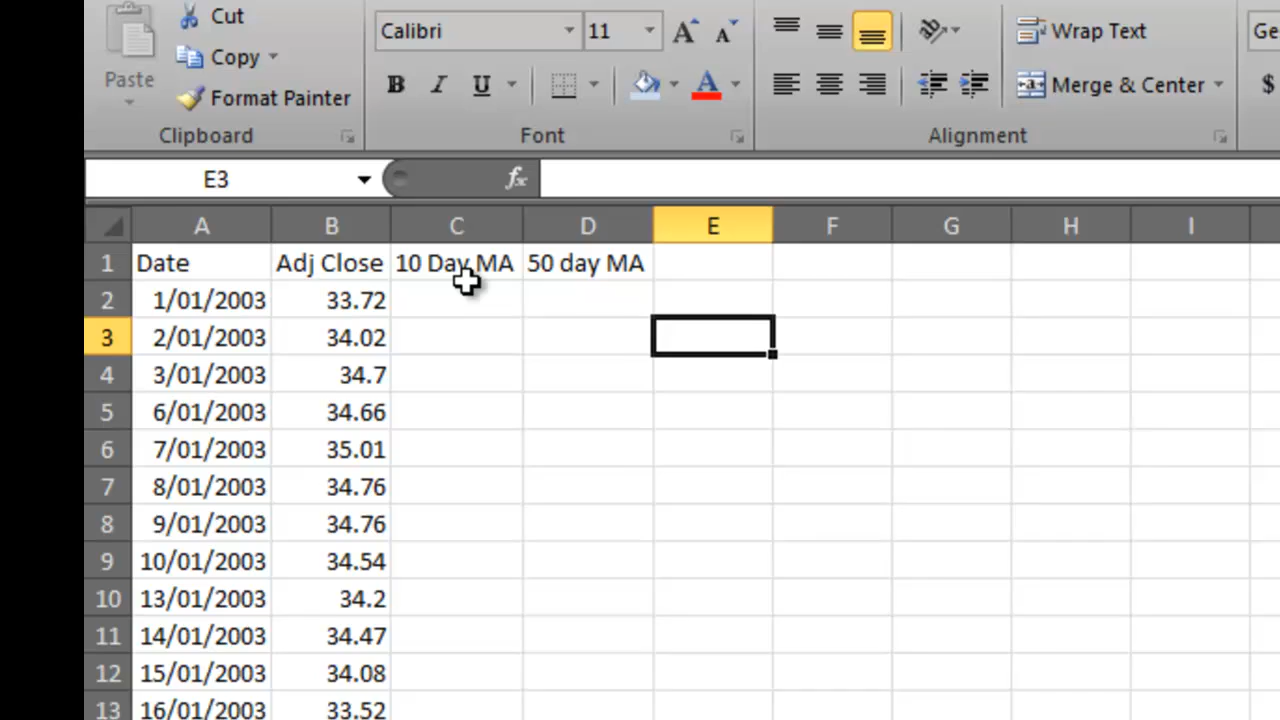 Cut
Calibri 11 A A Wrap Text Ge
Copy
Paste
B I U A Merge & Center $
Format Painter
Clipboard Font Alignment
E3 fx
A B C D E F G H I
1 Date Adj Close 10 Day MA 50 day MA
2 1/01/2003 33.72
3 2/01/2003 34.02
4 3/01/2003 34.7
5 6/01/2003 34.66
6 7/01/2003 35.01
7 8/01/2003 34.76
8 9/01/2003 34.76
9 10/01/2003 34.54
10 13/01/2003 34.2
11 14/01/2003 34.47
12 15/01/2003 34.08
13 16/01/2003 33.52